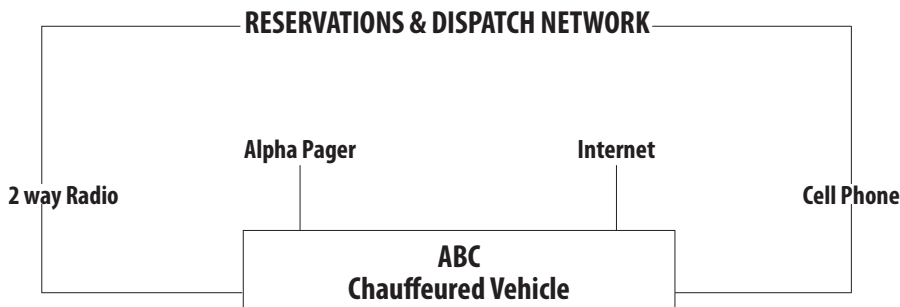 RESERVATIONS & DISPATCH NETWORK
Alpha Pager
Internet
2 way Radio
Cell Phone
ABC
Chauffeured Vehicle